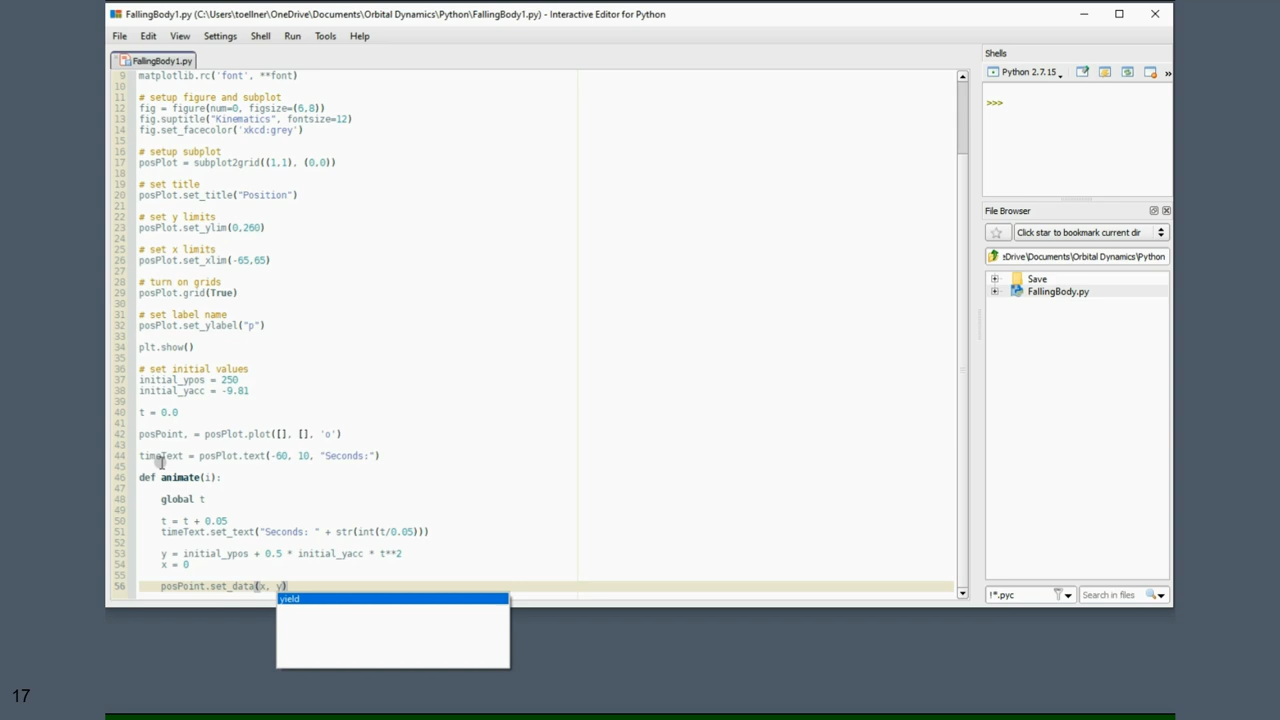 FallingBody1.py (C:\Users\toellner\OneDrive\Documents\Orbital Dynamics\Python\FallingBody1.py) - Interactive Editor for Python
File Edit View Settings Shell Run Tools Help
FallingBody1.py
9 matplotlib.rc('font', **font)
10
11 # setup figure and subplot
12 fig = figure(num=0, figsize=(6,8))
13 fig.suptitle("Kinematics", fontsize=12)
14 fig.set_facecolor('xkcd:grey')
15
16 # setup subplot
17 posPlot = subplot2grid((1,1), (0,0))
18
19 # set title
20 posPlot.set_title("Position")
21
22 # set y limits
23 posPlot.set_ylim(0,260)
24
25 # set x limits
26 posPlot.set_xlim(-65,65)
27
28 # turn on grids
29 posPlot.grid(True)
30
31 # set label name
32 posPlot.set_ylabel("p")
33
34 plt.show()
35
36 # set initial values
37 initial_ypos = 250
38 initial_yacc = -9.81
39
40 t = 0.0
41
42 posPoint, = posPlot.plot([], [], 'o')
43
44 timeText = posPlot.text(-60, 10, "Seconds:")
45
46 def animate(i):
47
48 global t
49
50 t = t + 0.05
51 timeText.set_text("Seconds: " + str(int(t/0.05)))
52
53 y = initial_ypos + 0.5 * initial_yacc * t**2
54 x = 0
55
56 posPoint.set_data(x, y)
yield
Shells
Python 2.7.15
»
>>>
File Browser
Click star to bookmark current dir
:Drive\Documents\Orbital Dynamics\Python
Save
FallingBody.py
!*.pyc
Search in files
17